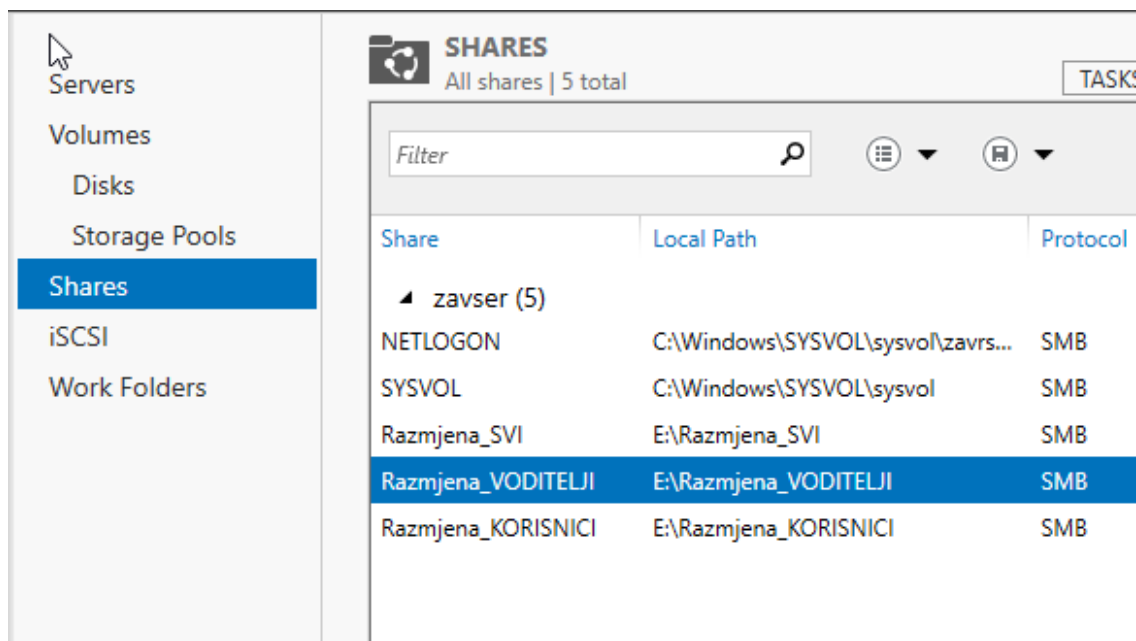 Servers
Volumes
Disks
Storage Pools
Shares
iSCSI
Work Folders
SHARES
All shares | 5 total
TASKS
Filter
Share Local Path Protocol
zavser (5)
NETLOGON C:\Windows\SYSVOL\sysvol\zavrs... SMB
SYSVOL C:\Windows\SYSVOL\sysvol SMB
Razmjena_SVI E:\Razmjena_SVI SMB
Razmjena_VODITELJI E:\Razmjena_VODITELJI SMB
Razmjena_KORISNICI E:\Razmjena_KORISNICI SMB